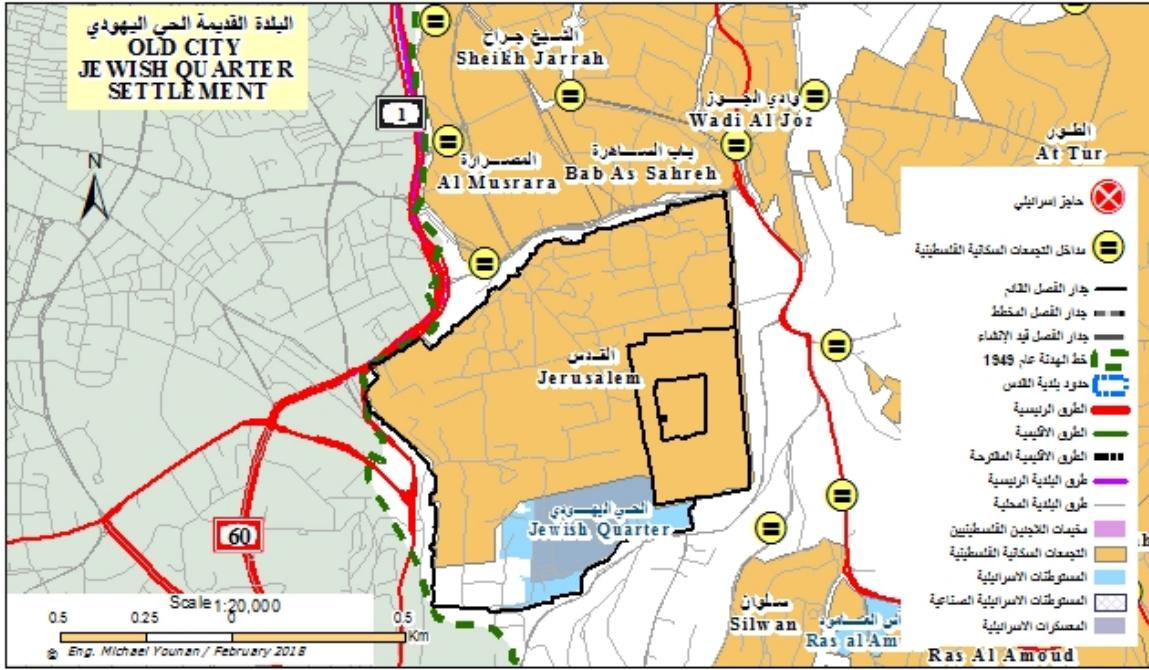 البلدة القديمة الحي اليهودي
OLD CITY
JEWISH QUARTER
SETTLEMENT
الشيخ جراح
Sheikh Jarrah
1
وادي الجوز
Wadi Al Joz
الطور
At Tur
باب الساهرة
Bab As Sahreh
المصرارة
Al Musrara
N
القدس
Jerusalem
الحي اليهودي
Jewish Quarter
60
سلوان
Silwan
راس العامود
Ras al Am
Ras Al Amoud
حاجز إسرائيلي
مداخل التجمعات السكانية الفلسطينية
جدار الفصل القائم
جدار الفصل المخطط
جدار الفصل قيد الإنشاء
خط الهدنة عام 1949
حدود بلدية القدس
الطرق الرئيسية
الطرق الاقليمية
الطرق الاقليمية المقترحة
طرق البلدية الرئيسية
طرق البلدية المحلية
مخيمات اللاجئين الفلسطينيين
التجمعات السكانية الفلسطينية
المستوطنات الاسرائيلية
المستوطنات الاسرائيلية الصناعية
المعسكرات الاسرائيلية
Scale 1:20,000
0.5 0.25 0 0.5
Km
© Eng. Michael Younan / February 2018